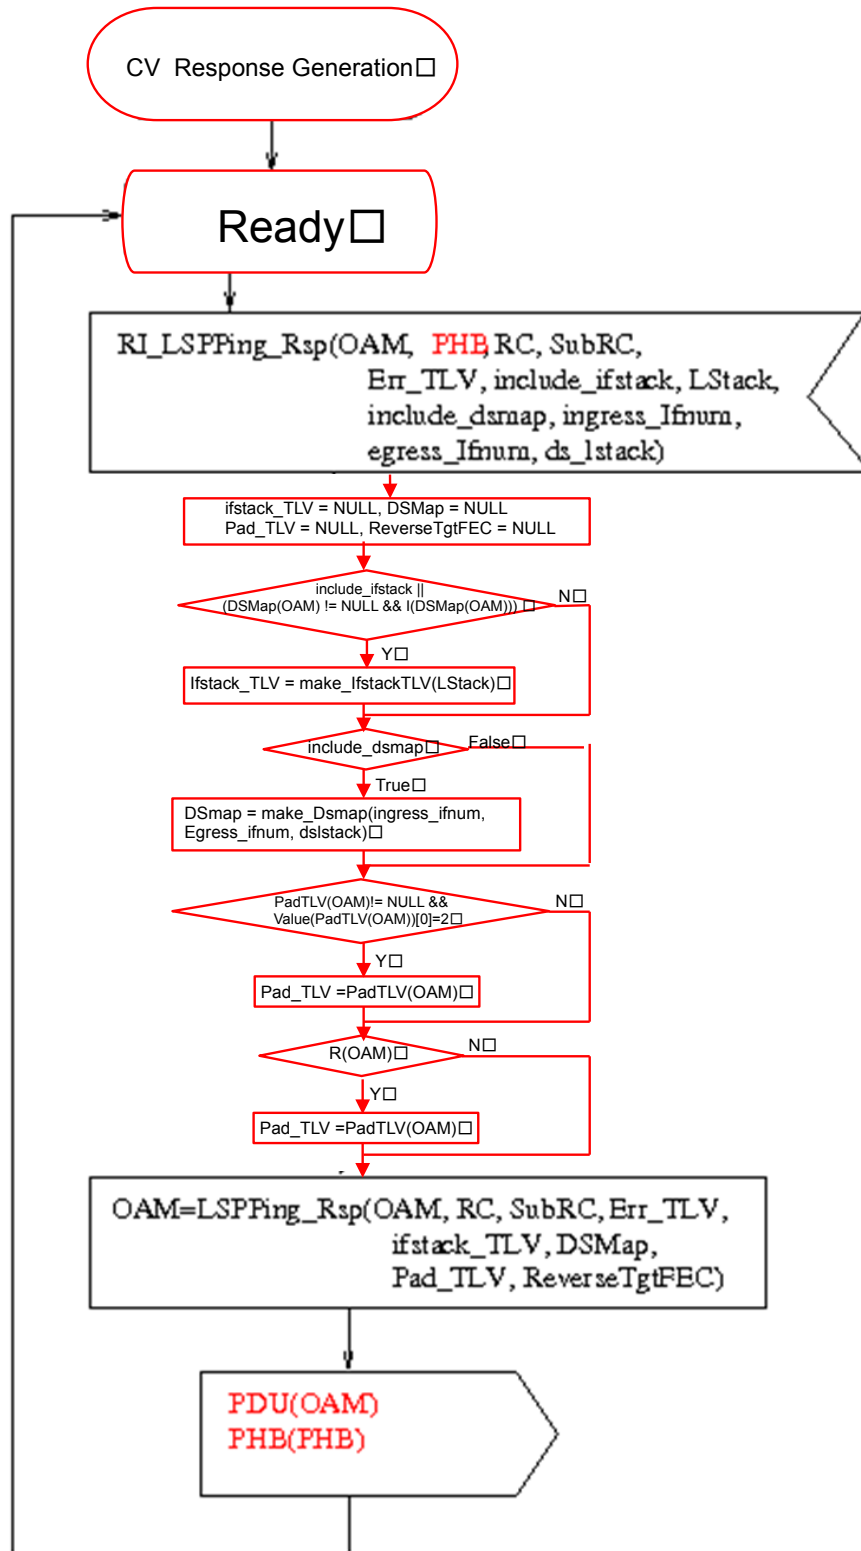 CV  Response Generation□
Ready□
RI_LSPPing_Rsp(OAM, PHB, RC, SubRC,
Err_TLV, include_ifstack, LStack,
include_dsmap, ingress_Ifnum,
egress_Ifnum, ds_lstack)
ifstack_TLV = NULL, DSMap = NULL
Pad_TLV = NULL, ReverseTgtFEC = NULL
include_ifstack ||
(DSMap(OAM) != NULL && I(DSMap(OAM))) □
N□
Y□
Ifstack_TLV = make_IfstackTLV(LStack)□
include_dsmap□
False□
True□
DSmap = make_Dsmap(ingress_ifnum,
Egress_ifnum, dslstack)□
PadTLV(OAM)!= NULL &&
Value(PadTLV(OAM))[0]=2□
N□
Y□
Pad_TLV =PadTLV(OAM)□
R(OAM)□
N□
Y□
Pad_TLV =PadTLV(OAM)□
OAM=LSPPing_Rsp(OAM, RC, SubRC, Err_TLV,
ifstack_TLV, DSMap,
Pad_TLV, ReverseTgtFEC)
PDU(OAM)
PHB(PHB)